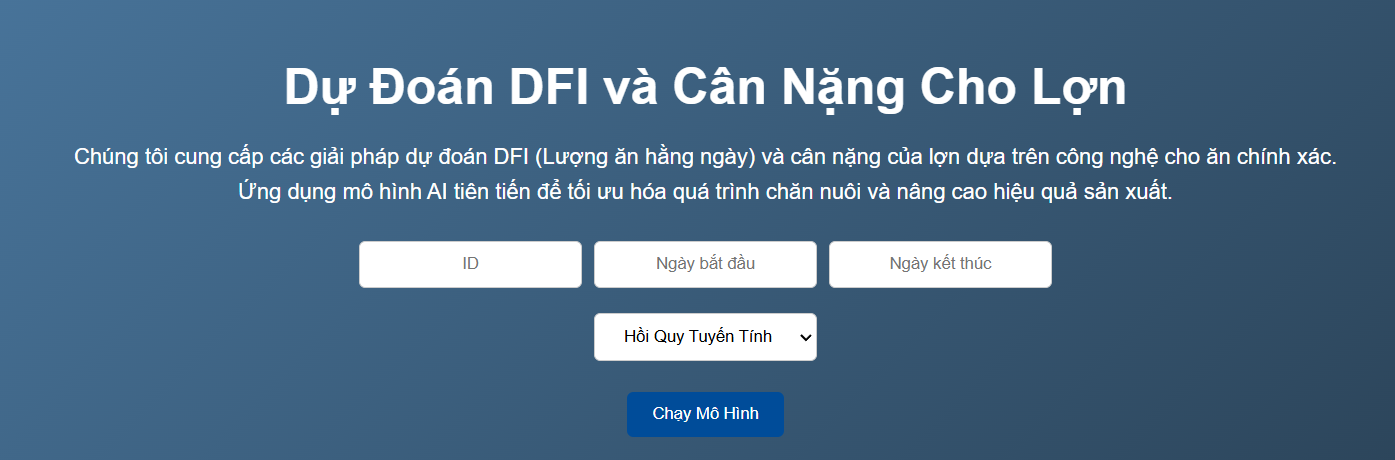 Dự Đoán DFI và Cân Nặng Cho Lợn
Chúng tôi cung cấp các giải pháp dự đoán DFI (Lượng ăn hằng ngày) và cân nặng của lợn dựa trên công nghệ cho ăn chính xác.
Ứng dụng mô hình AI tiên tiến để tối ưu hóa quá trình chăn nuôi và nâng cao hiệu quả sản xuất.
ID
Ngày bắt đầu
Ngày kết thúc
Hồi Quy Tuyến Tính
Chạy Mô Hình